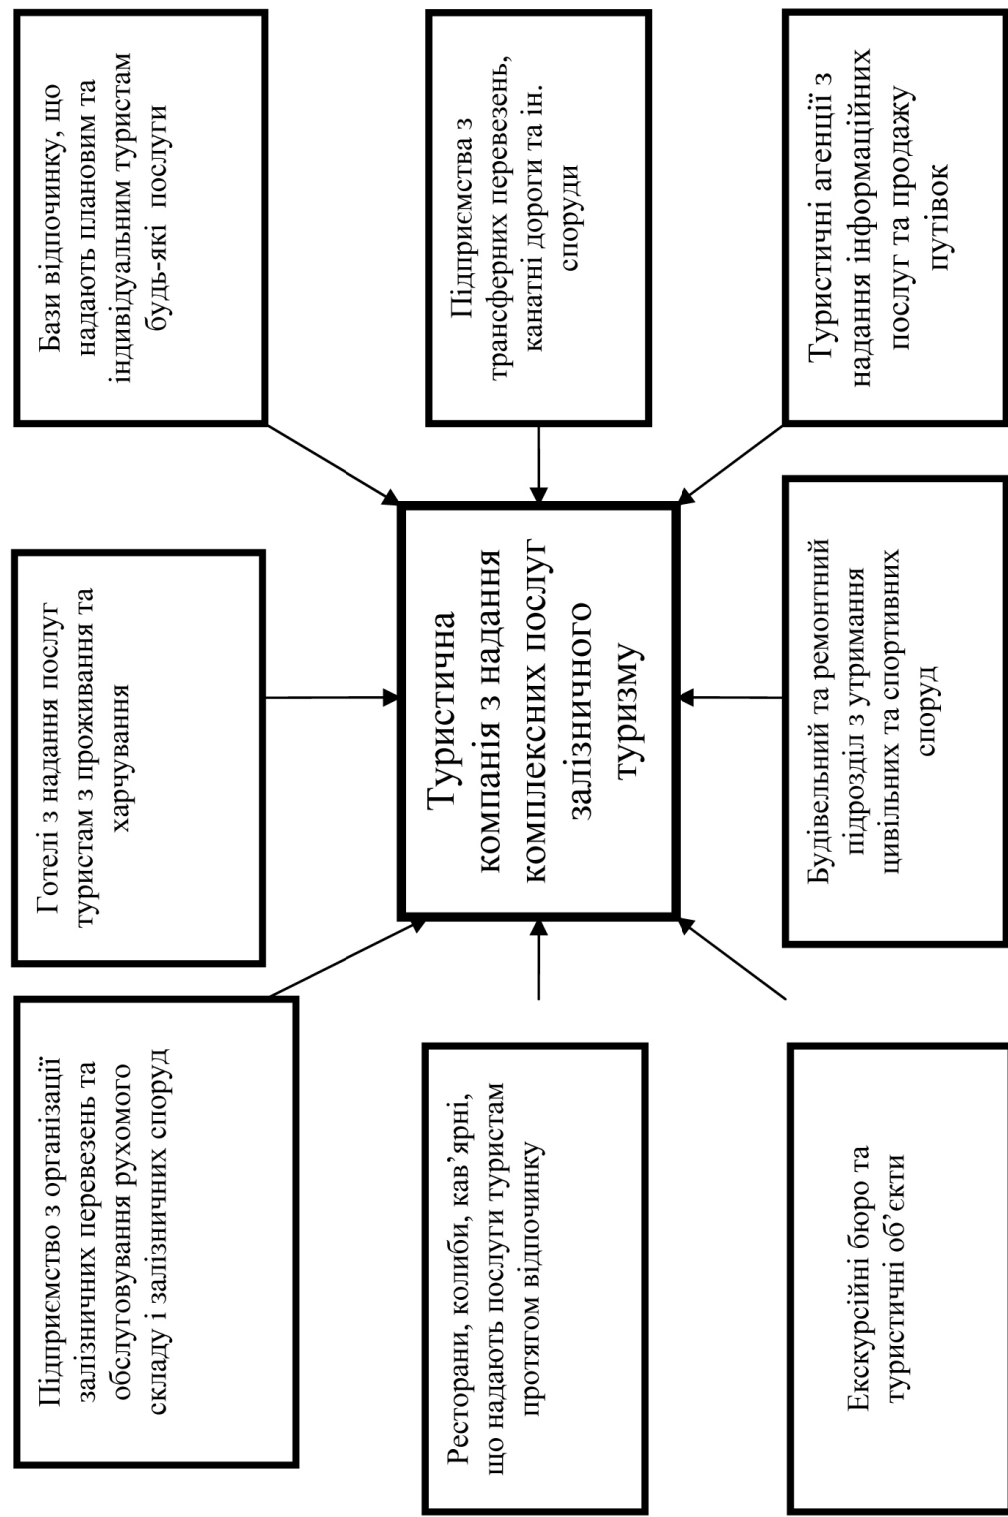 Підприємство з організації
залізничних перевезень та
обслуговування рухомого
складу і залізничних споруд
Готелі з надання послуг
туристам з проживання та
харчування
Бази відпочинку, що
надають плановим та
індивідуальним туристам
будь-які послуги
Ресторани, колиби, кав’ярні,
що надають послуги туристам
протягом відпочинку
Туристична
компанія з надання
комплексних послуг
залізничного
туризму
Підприємства з
трансферних перевезень,
канатні дороги та ін.
споруди
Екскурсійні бюро та
туристичні об’єкти
Будівельний та ремонтний
підрозділ з утримання
цивільних та спортивних
споруд
Туристичні агенції з
надання інформаційних
послуг та продажу
путівок